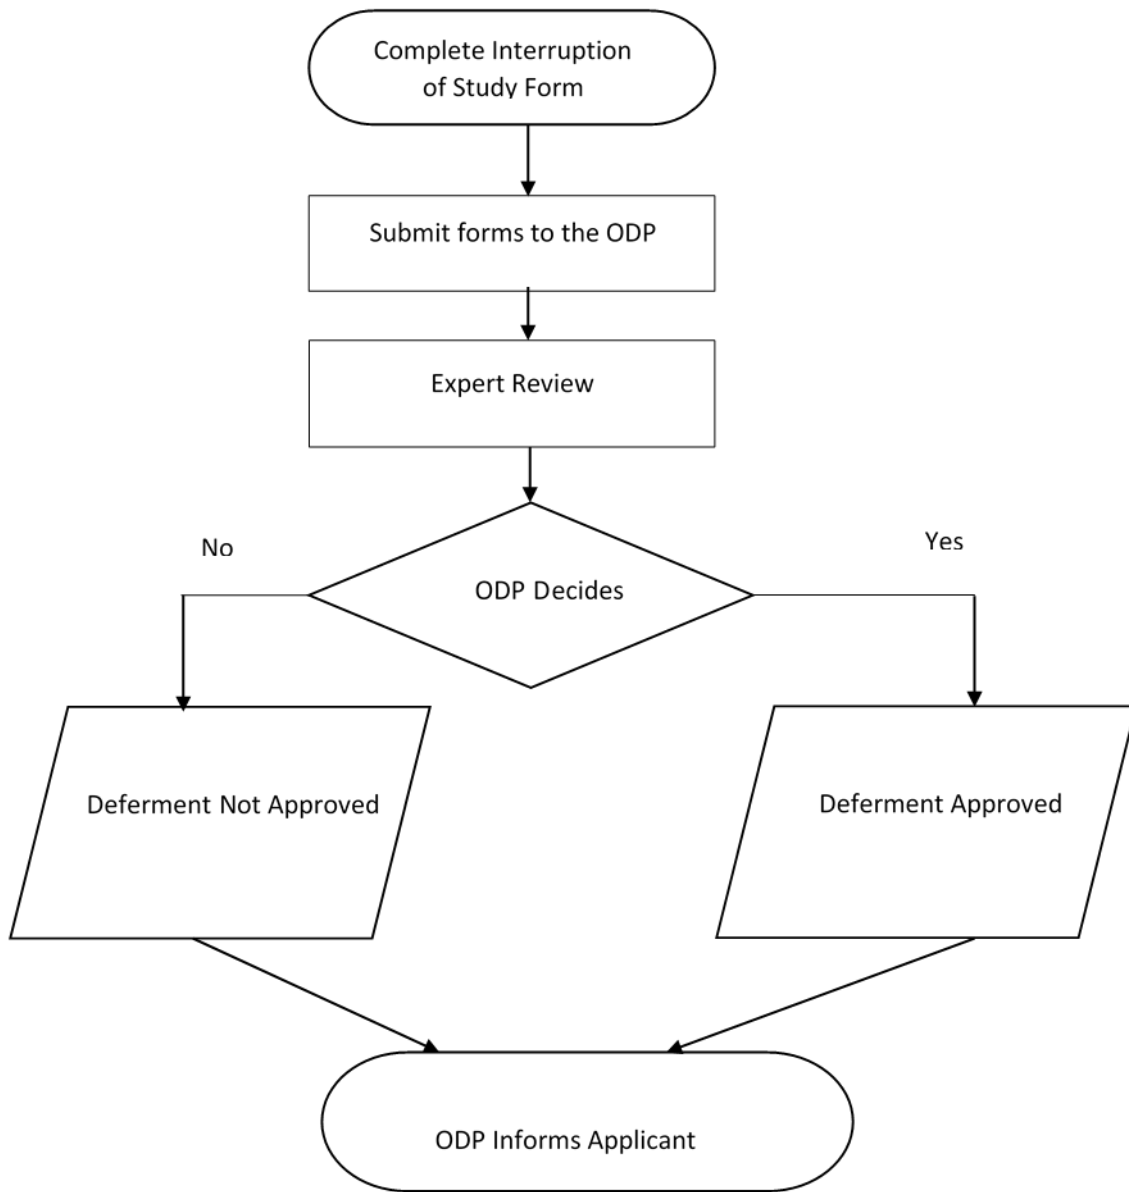 Complete Interruption
of Study Form
Submit forms to the ODP
Expert Review
No
Yes
ODP Decides
Deferment Not Approved
Deferment Approved
ODP Informs Applicant